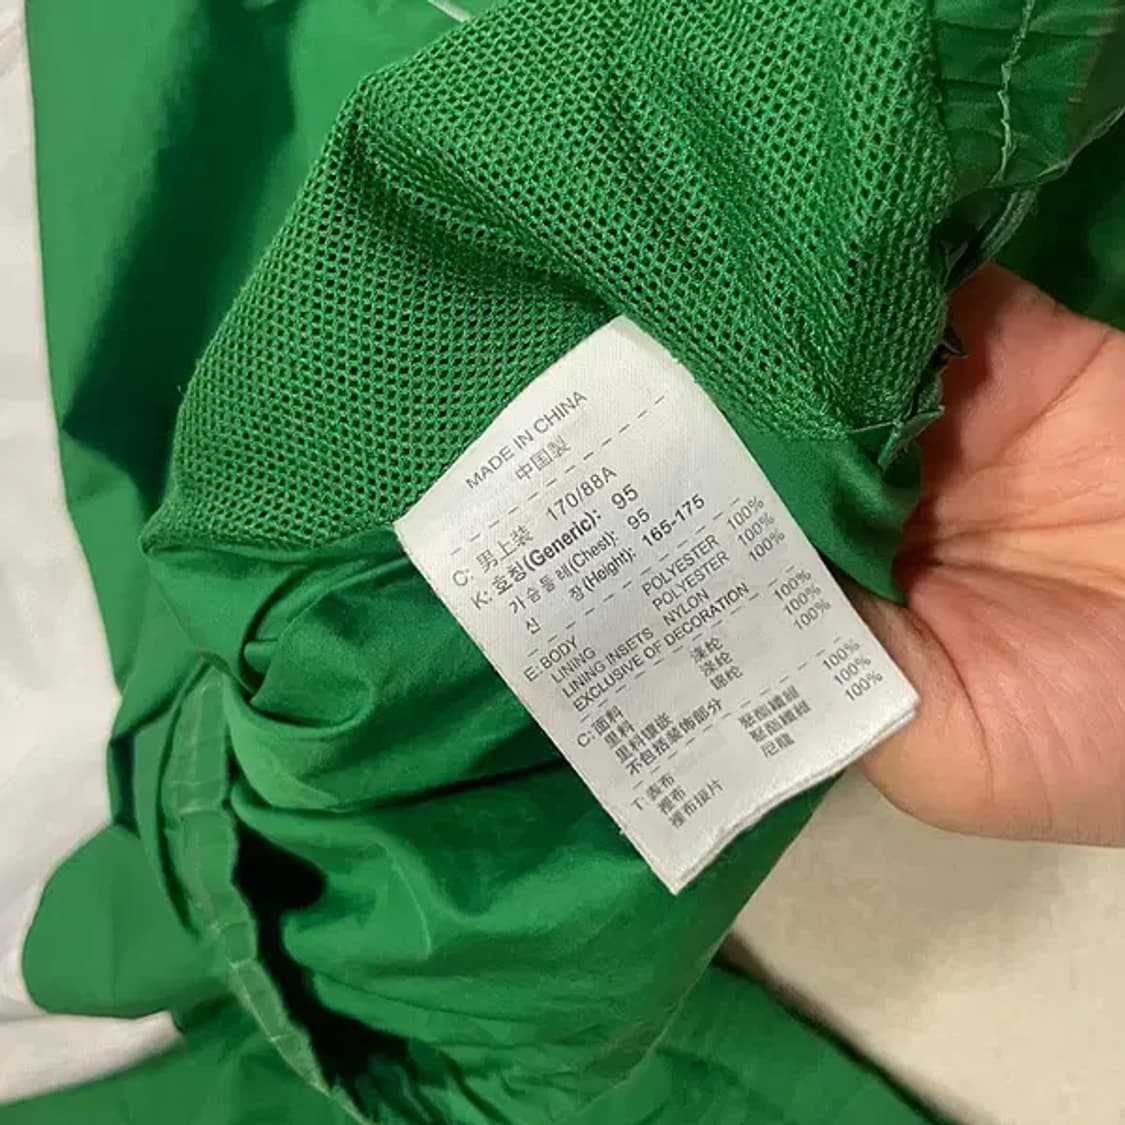 MADE IN CHINA
中国製
C: 男上装 170/88A
K: 호칭(Generic): 95
가슴둘레(Chest): 95
신 장(Height): 165-175
E: BODY POLYESTER 100%
LINING POLYESTER 100%
LINING INSETS NYLON 100%
EXCLUSIVE OF DECORATION
C: 面料 涤纶 100%
里料 涤纶 100%
里料镶嵌 锦纶 100%
不包括装饰部分
T: 表布 聚酯纖維 100%
裡布 聚酯纖維 100%
裡布接片 尼龍 100%